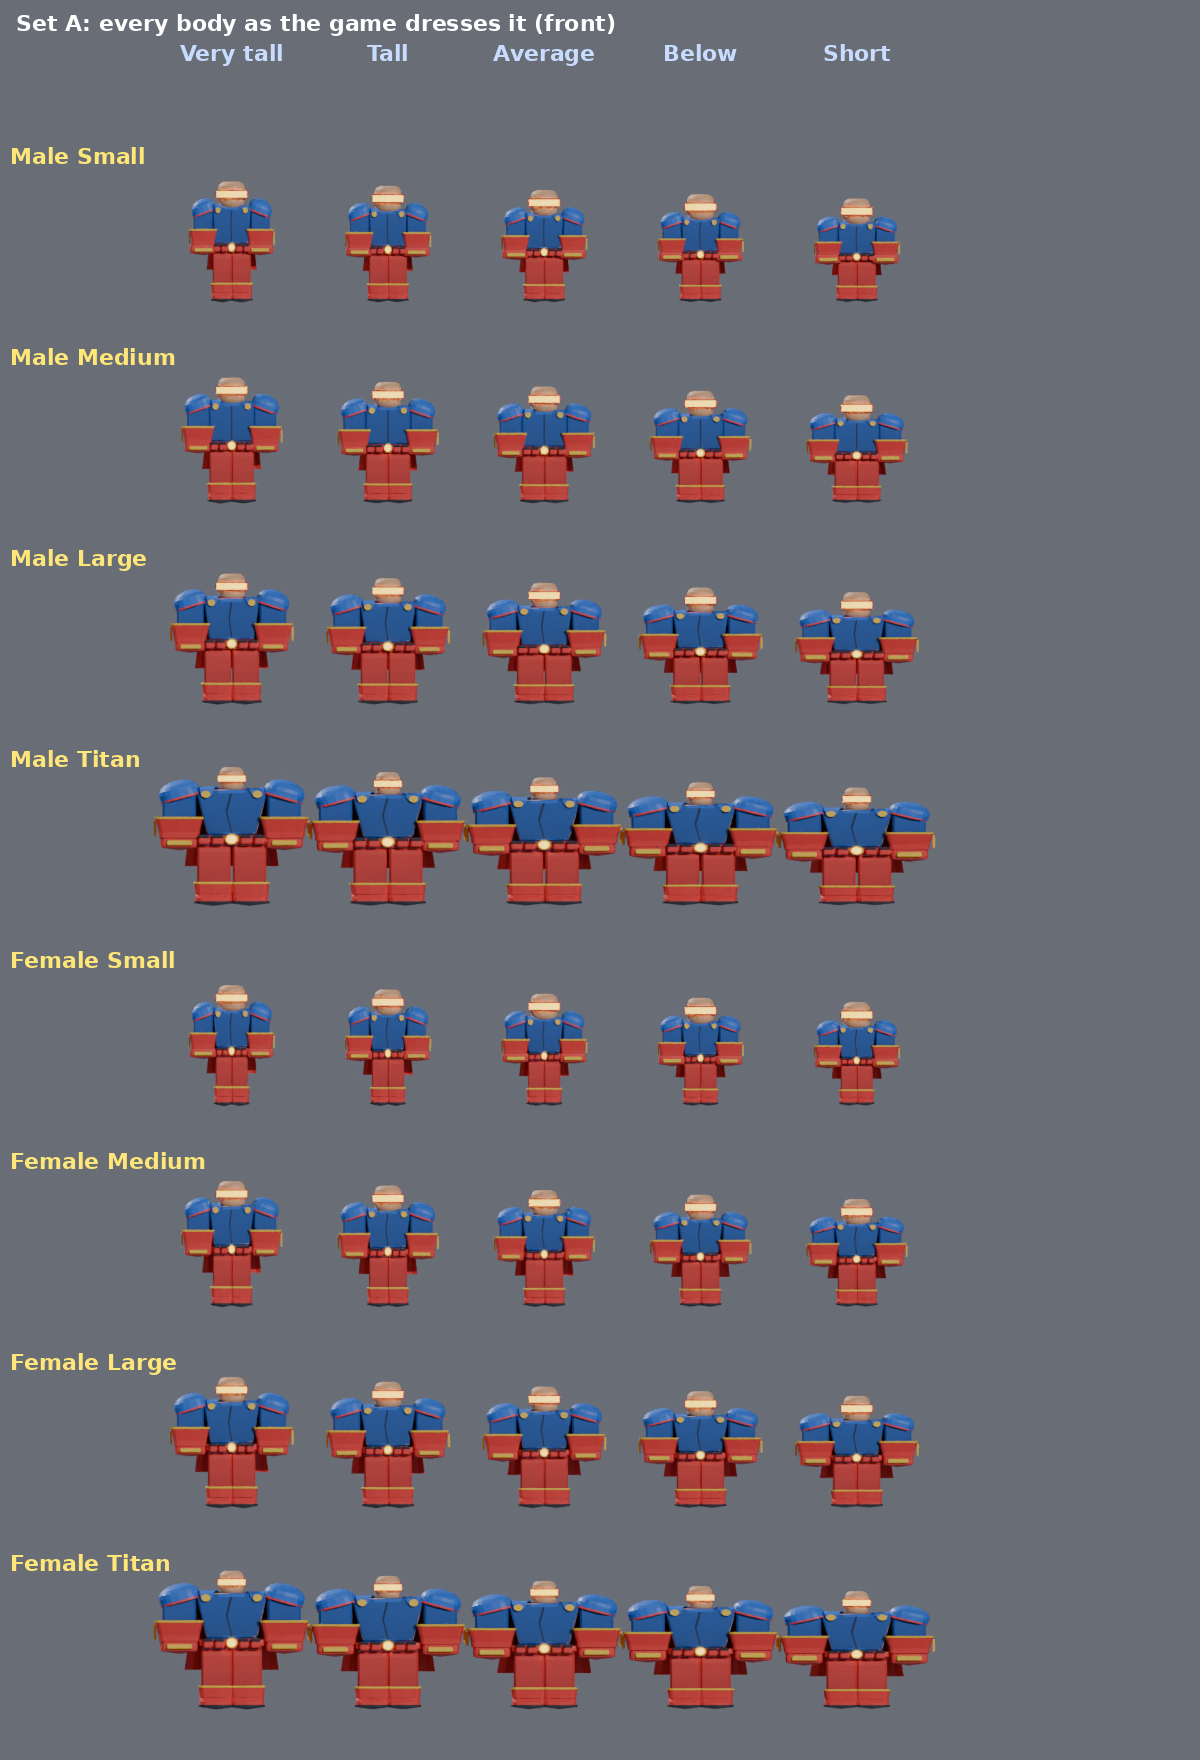 Set A: every body as the game dresses it (front)
Very tall Tall Average Below Short
Male Small
Male Medium
Male Large
Male Titan
Female Small
Female Medium
Female Large
Female Titan